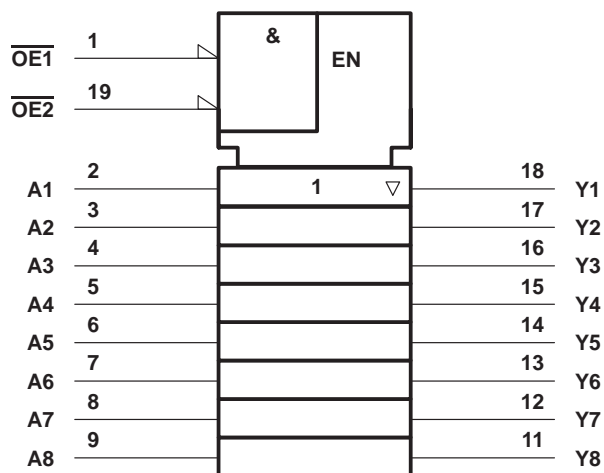 &
1
OE1
EN
19
OE2
2 18
A1 1 ▽ Y1
3 17
A2 Y2
4 16
A3 Y3
5 15
A4 Y4
6 14
A5 Y5
7 13
A6 Y6
8 12
A7 Y7
9 11
A8 Y8